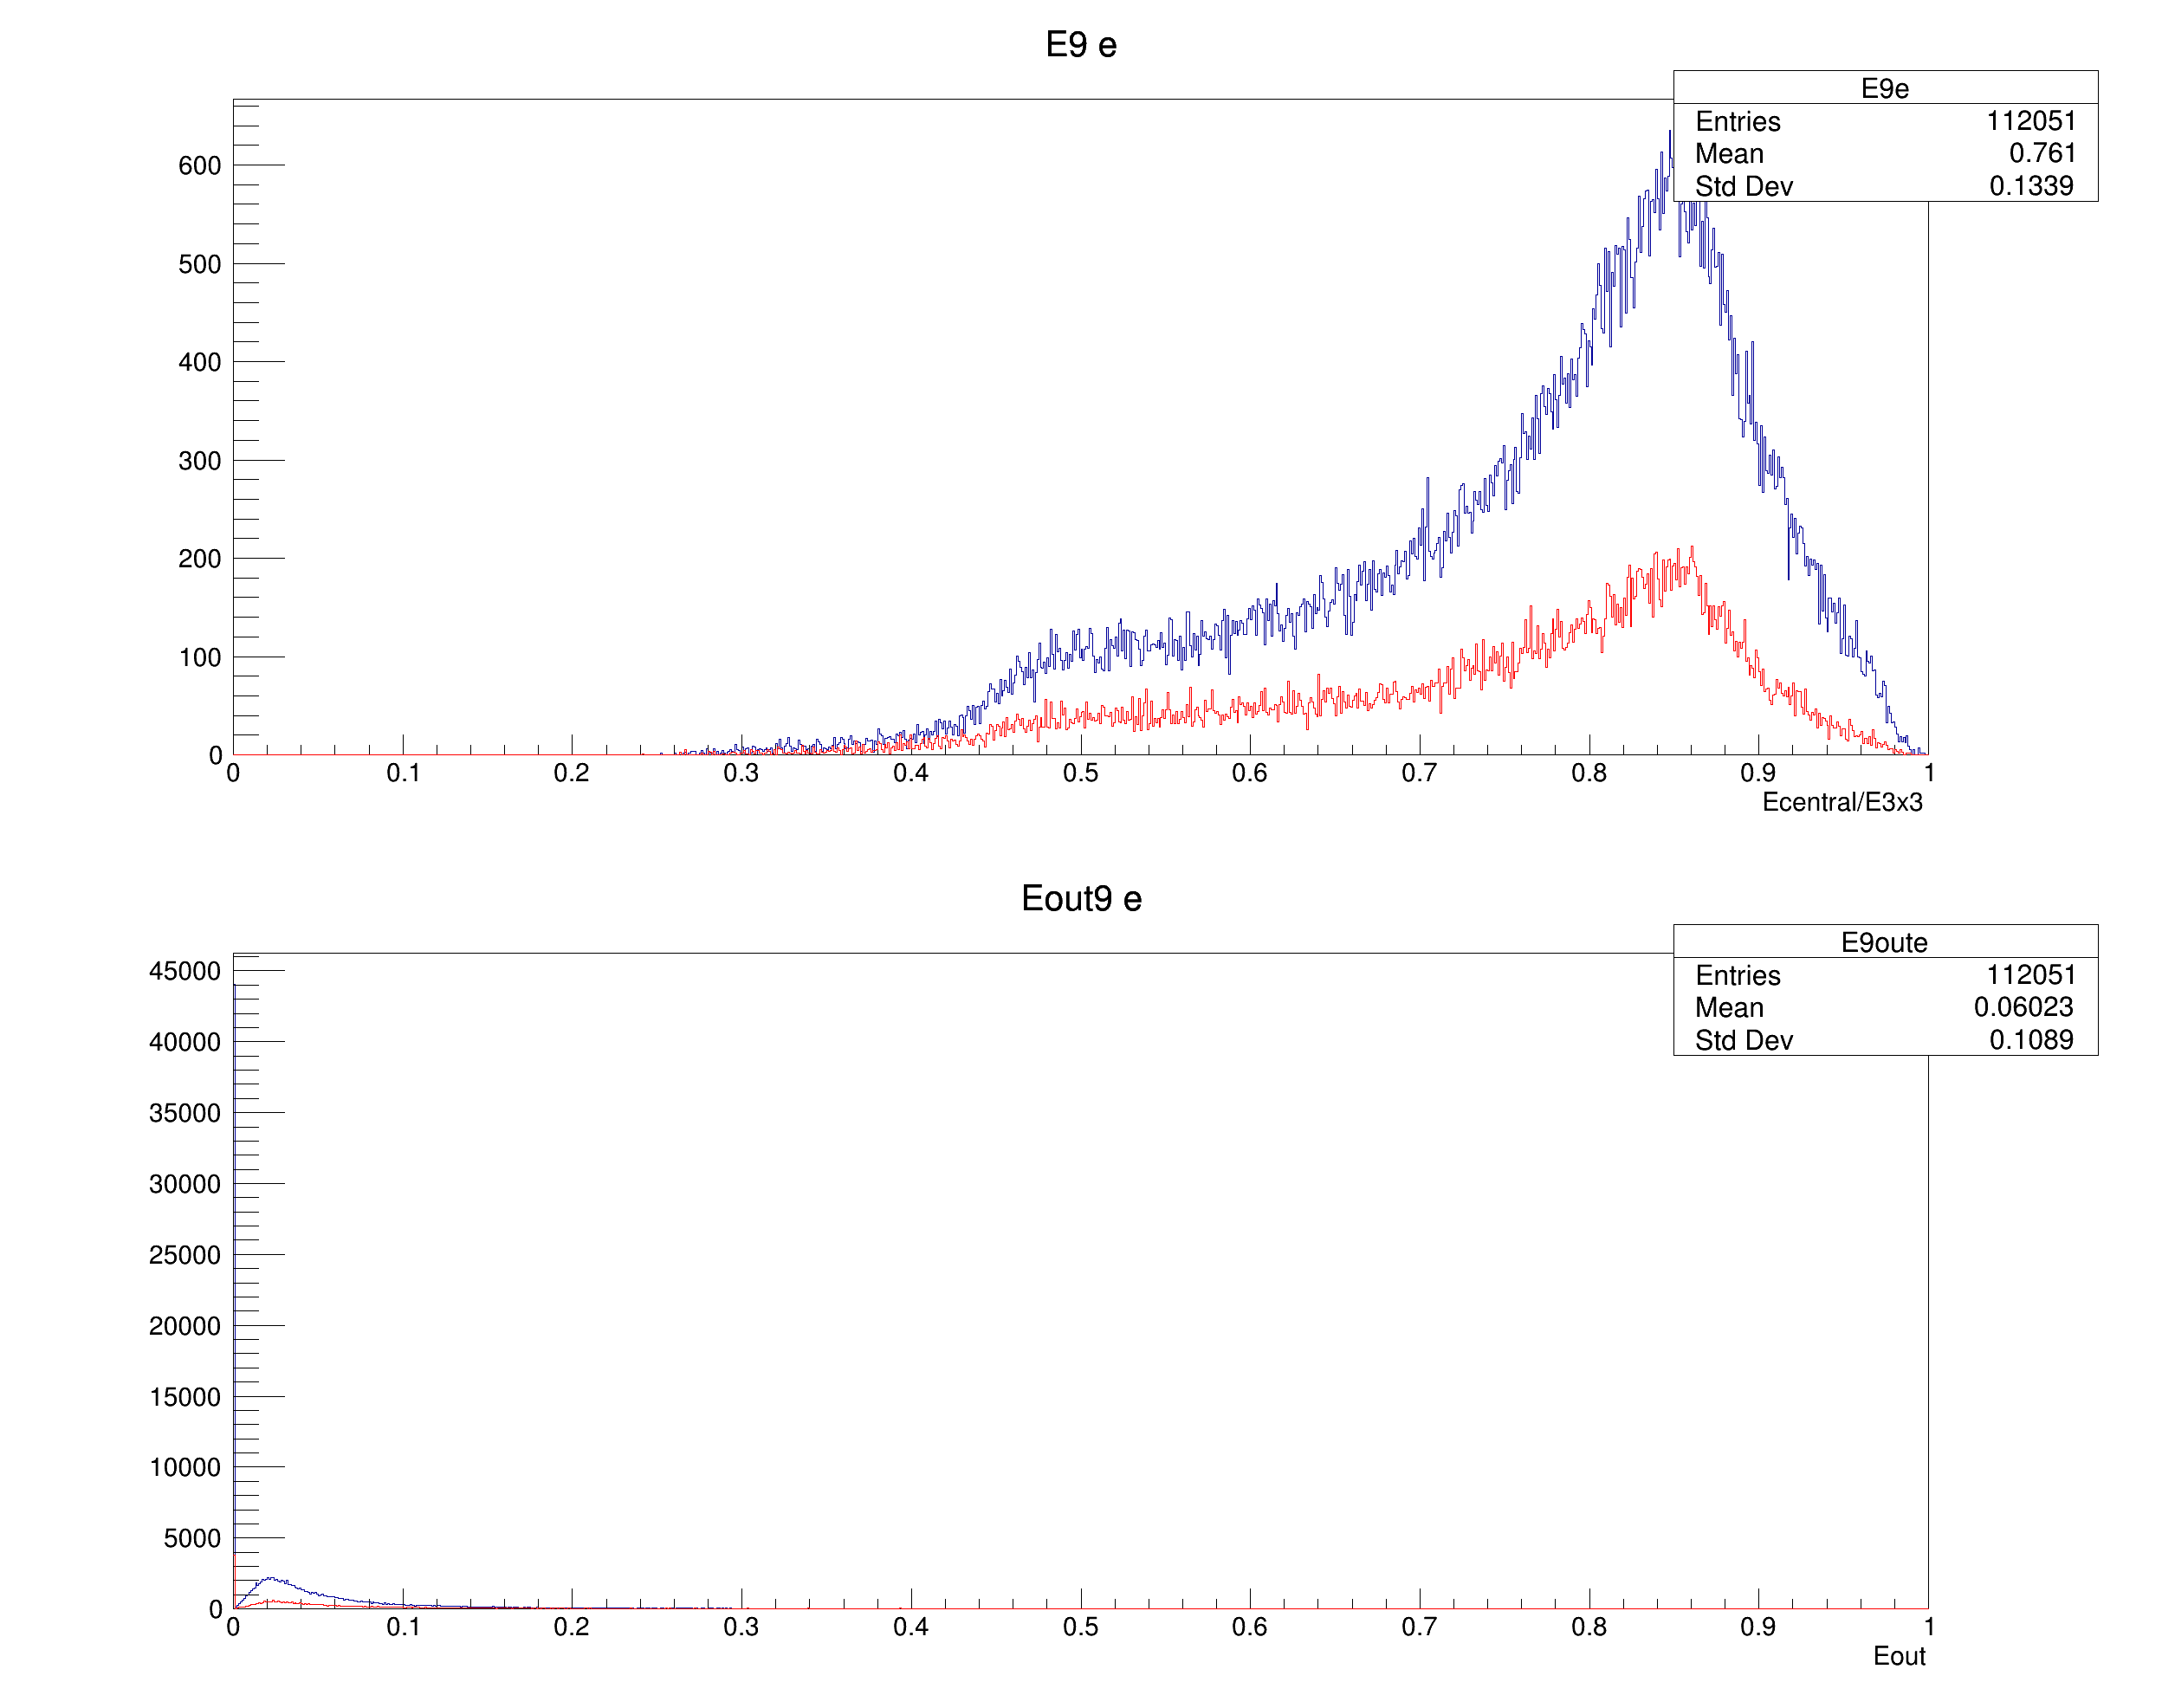 E9 e
E9e
Entries 112051
Mean 0.761
Std Dev 0.1339
600
500
400
300
200
100
0
0 0.1 0.2 0.3 0.4 0.5 0.6 0.7 0.8 0.9 1
Ecentral/E3x3
Eout9 e
E9oute
Entries 112051
Mean 0.06023
Std Dev 0.1089
45000
40000
35000
30000
25000
20000
15000
10000
5000
0
0 0.1 0.2 0.3 0.4 0.5 0.6 0.7 0.8 0.9 1
Eout